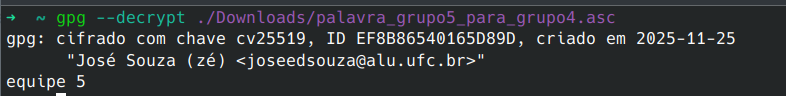 ➜ ~ gpg --decrypt ./Downloads/palavra_grupo5_para_grupo4.asc
gpg: cifrado com chave cv25519, ID EF8B86540165D89D, criado em 2025-11-25
"José Souza (zé) <joseedsouza@alu.ufc.br>"
equipe 5